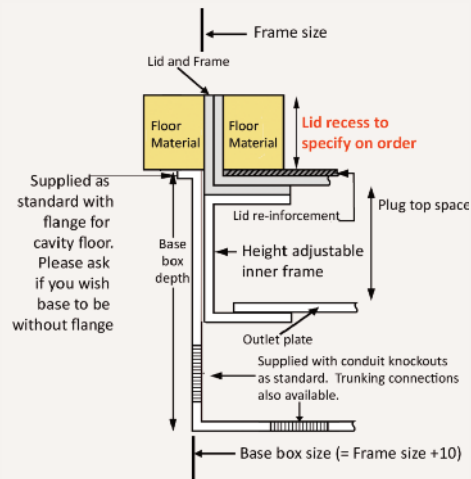 Frame size
Lid and Frame
Floor
Material
Floor
Material
Lid recess to
specify on order
Supplied as
standard with
flange for
cavity floor.
Please ask
if you wish
base to be
without flange
Base
box
depth
Lid re-inforcement
Plug top space
Height adjustable
inner frame
Outlet plate
Supplied with conduit knockouts
as standard. Trunking connections
also available.
Base box size (= Frame size +10)